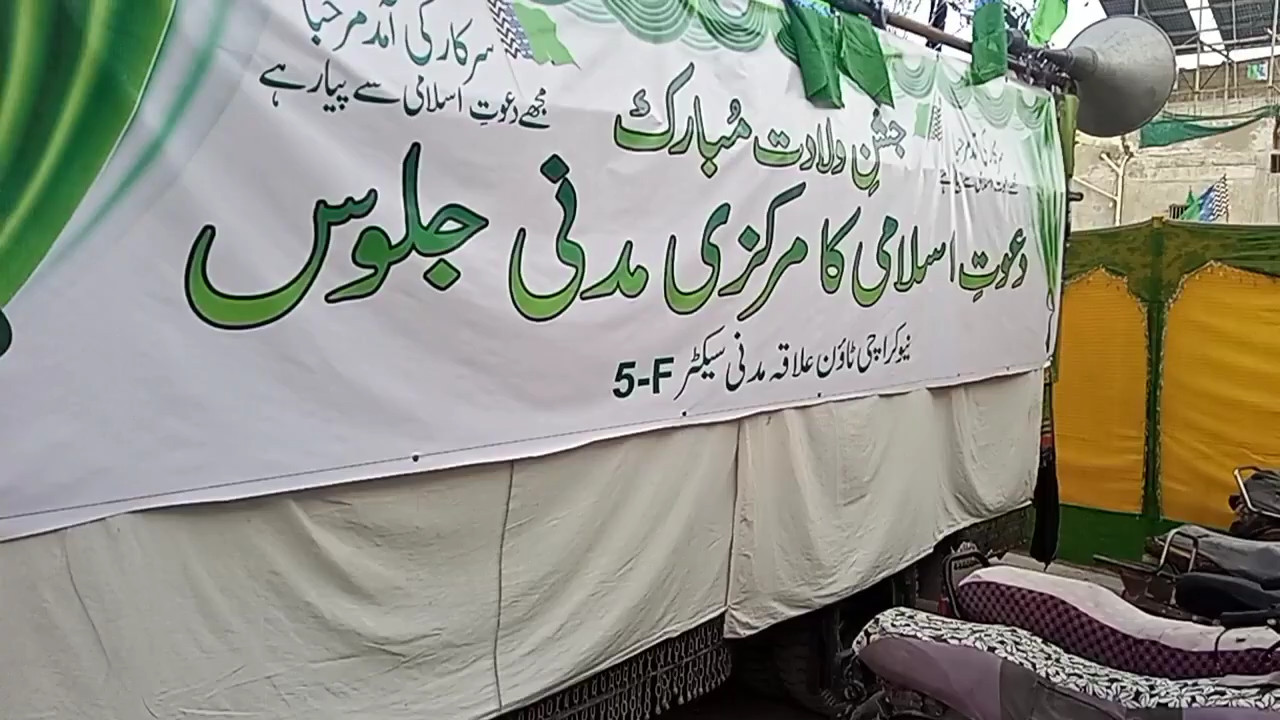 سرکار کی آمد مرحبا
مجھے دعوتِ اسلامی سے پیار ہے
جشنِ ولادت مُبارک
دعوتِ اسلامی کا مرکزی مدنی جلوس
نیو کراچی ٹاؤن علاقہ مدنی سیکٹر 5-F